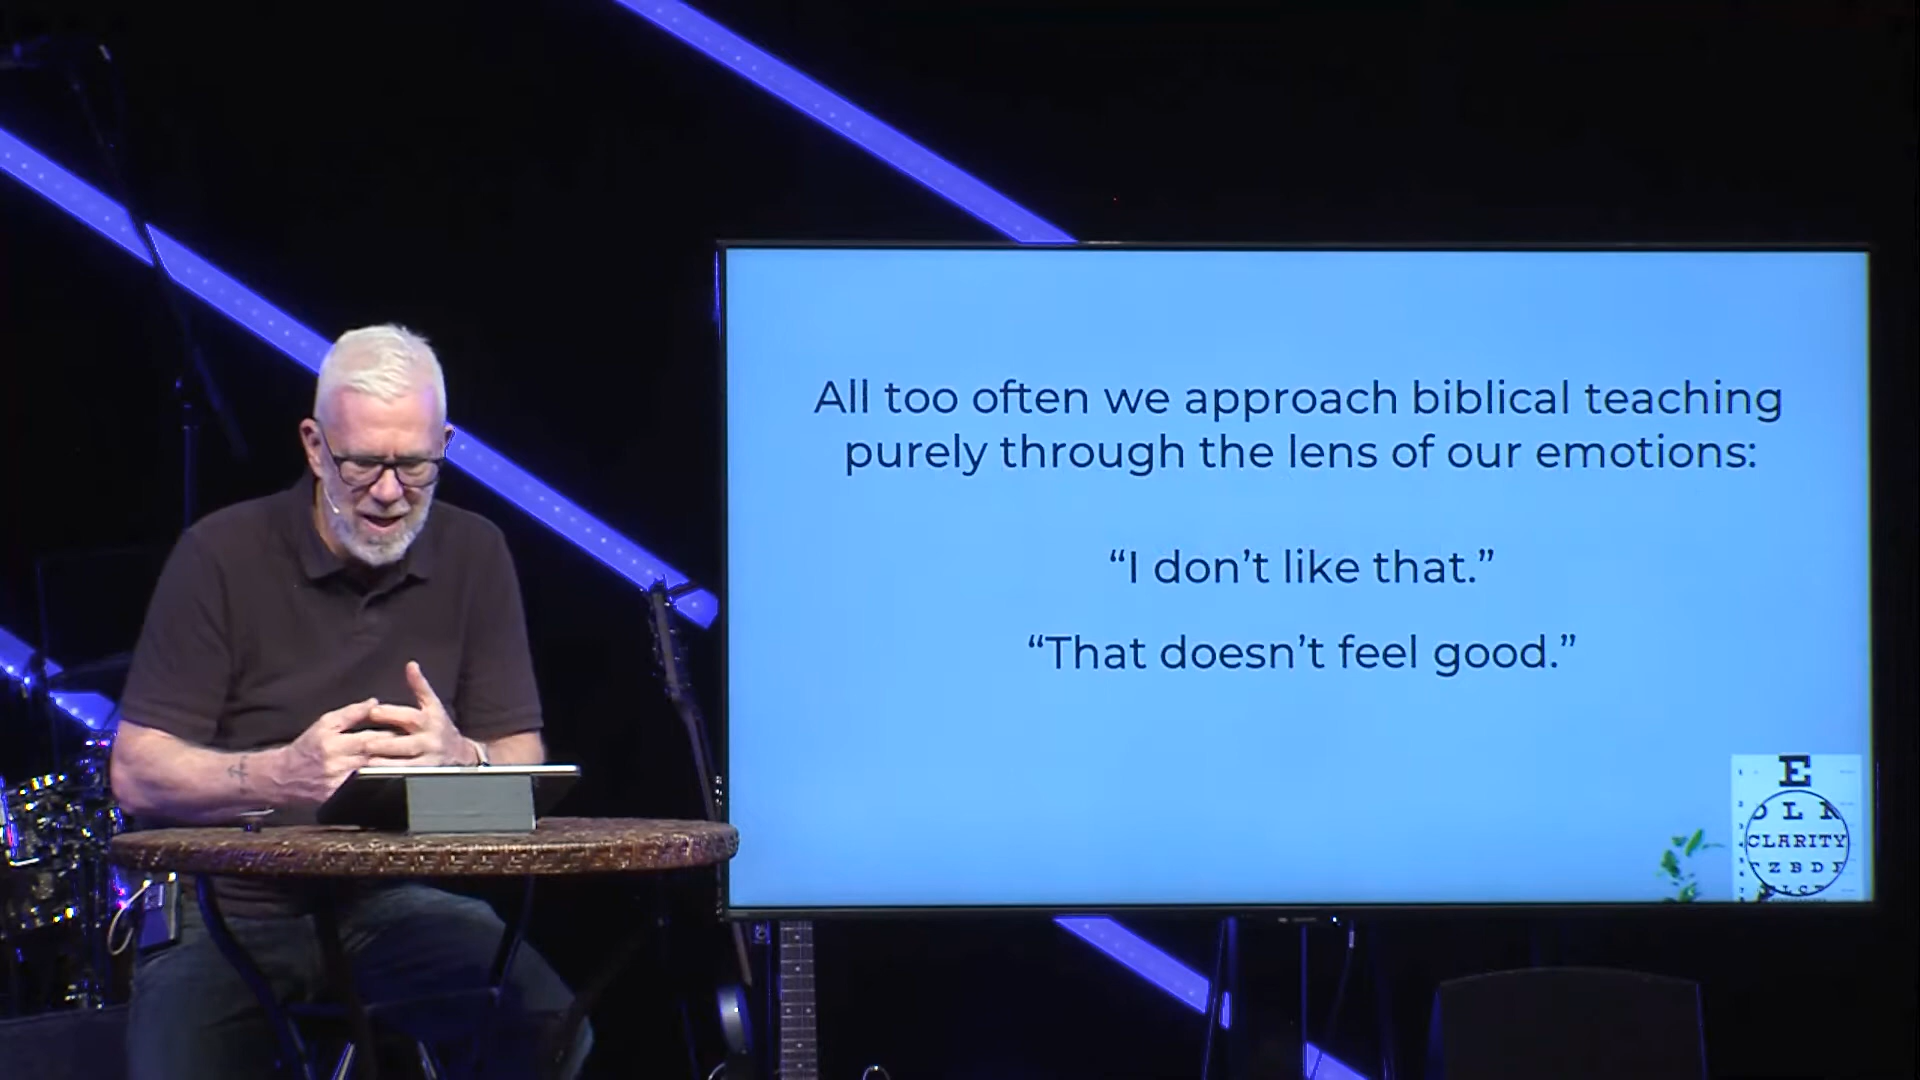 All too often we approach biblical teaching
purely through the lens of our emotions:
“I don’t like that.”
“That doesn’t feel good.”
E
D L N
CLARITY
Z B D